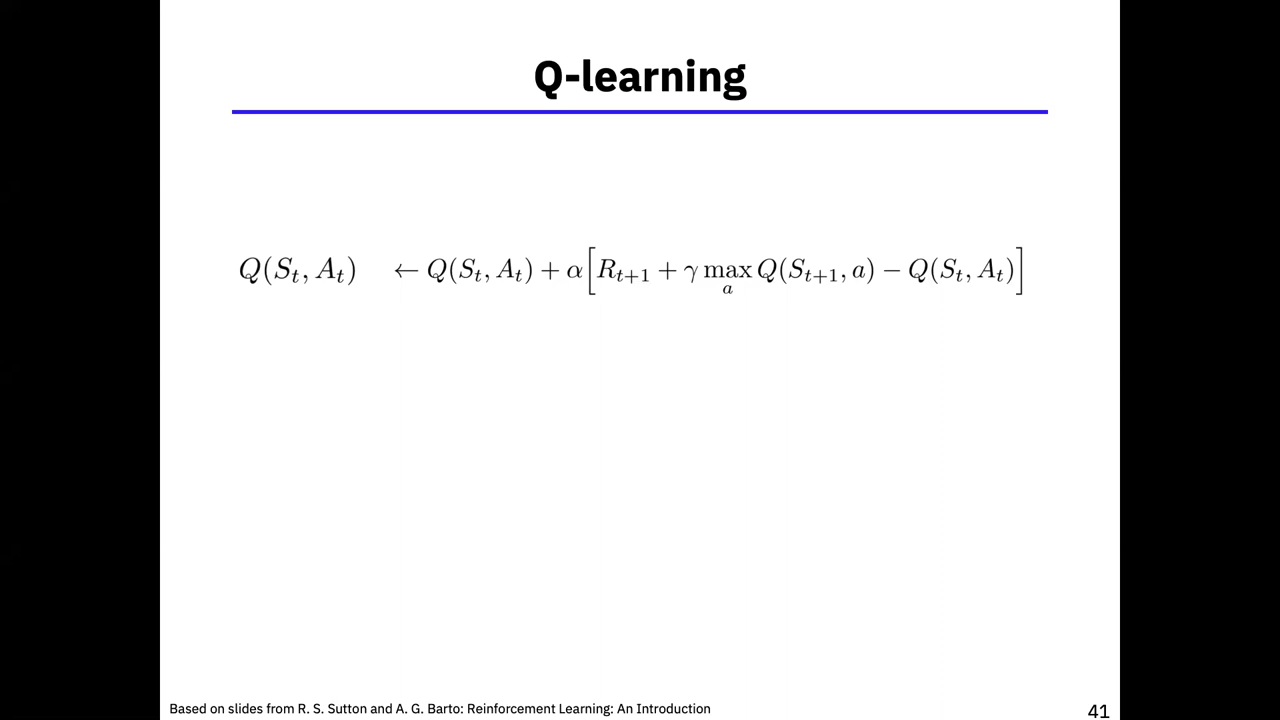 Q-learning
Q(S_t, A_t) ← Q(S_t, A_t) + α[R_{t+1} + γ max_a Q(S_{t+1}, a) − Q(S_t, A_t)]
Based on slides from R. S. Sutton and A. G. Barto: Reinforcement Learning: An Introduction
41